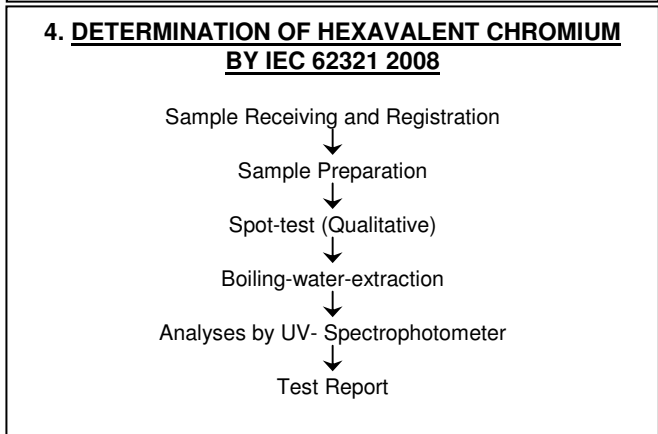 4. DETERMINATION OF HEXAVALENT CHROMIUM
BY IEC 62321 2008
Sample Receiving and Registration
Sample Preparation
Spot-test (Qualitative)
Boiling-water-extraction
Analyses by UV- Spectrophotometer
Test Report